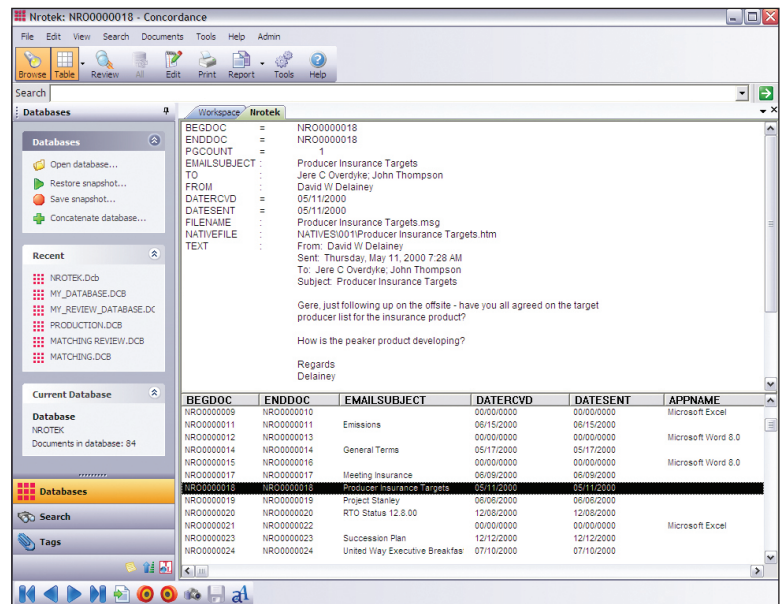 Nrotek: NRO0000018 - Concordance
File Edit View Search Documents Tools Help Admin
Browse Table Review All Edit Print Report Tools Help
Search
Databases
Workspace Nrotek
Databases
Open database...
Restore snapshot...
Save snapshot...
Concatenate database...
Recent
NROTEK.Dcb
MY_DATABASE.DCB
MY_REVIEW_DATABASE.DC
PRODUCTION.DCB
MATCHING REVIEW.DCB
MATCHING.DCB
Current Database
Database
NROTEK
Documents in database: 84
Databases
Search
Tags
BEGDOC = NRO0000018
ENDDOC = NRO0000018
PGCOUNT = 1
EMAILSUBJECT : Producer Insurance Targets
TO : Jere C Overdyke; John Thompson
FROM : David W Delainey
DATERCVD = 05/11/2000
DATESENT = 05/11/2000
FILENAME : Producer Insurance Targets.msg
NATIVEFILE : NATIVES\001\Producer Insurance Targets.htm
TEXT : From: David W Delainey
Sent: Thursday, May 11, 2000 7:28 AM
To: Jere C Overdyke; John Thompson
Subject: Producer Insurance Targets
Gere, just following up on the offsite - have you all agreed on the target
producer list for the insurance product?
How is the peaker product developing?
Regards
Delainey
BEGDOC ENDDOC EMAILSUBJECT DATERCVD DATESENT APPNAME
NRO0000009 NRO0000010 00/00/0000 00/00/0000 Microsoft Excel
NRO0000011 NRO0000011 Emissions 06/15/2000 06/15/2000
NRO0000012 NRO0000013 00/00/0000 00/00/0000 Microsoft Word 8.0
NRO0000014 NRO0000014 General Terms 05/17/2000 05/17/2000
NRO0000015 NRO0000016 00/00/0000 00/00/0000 Microsoft Word 8.0
NRO0000017 NRO0000017 Meeting Insurance 06/09/2000 06/09/2000
NRO0000018 NRO0000018 Producer Insurance Targets 05/11/2000 05/11/2000
NRO0000019 NRO0000019 Project Stanley 06/06/2000 06/06/2000
NRO0000020 NRO0000020 RTO Status 12.8.00 12/08/2000 12/08/2000
NRO0000021 NRO0000022 00/00/0000 00/00/0000 Microsoft Excel
NRO0000023 NRO0000023 Succession Plan 12/12/2000 12/12/2000
NRO0000024 NRO0000024 United Way Executive Breakfas 07/10/2000 07/10/2000